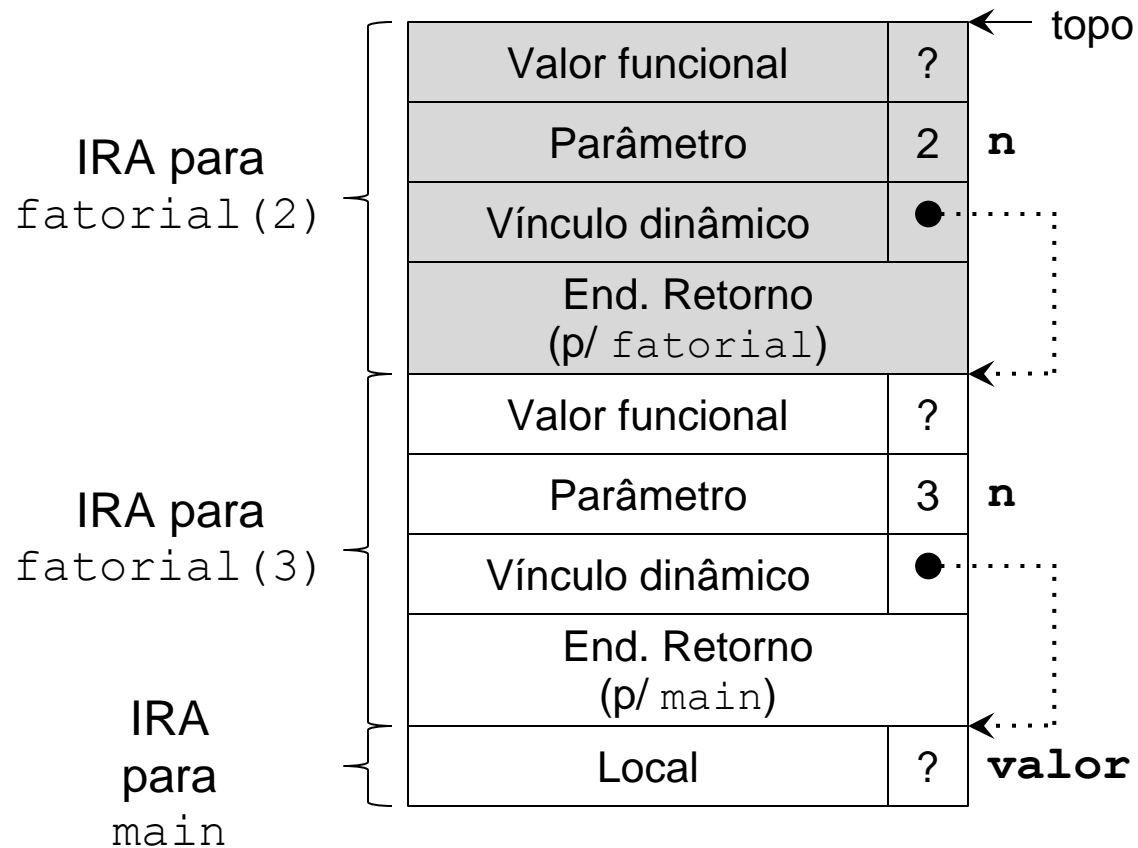 topo
Valor funcional ?
IRA para
fatorial(2)
Parâmetro 2 n
Vínculo dinâmico
End. Retorno
(p/ fatorial)
Valor funcional ?
IRA para
fatorial(3)
Parâmetro 3 n
Vínculo dinâmico
End. Retorno
(p/ main)
IRA
para
main
Local ? valor